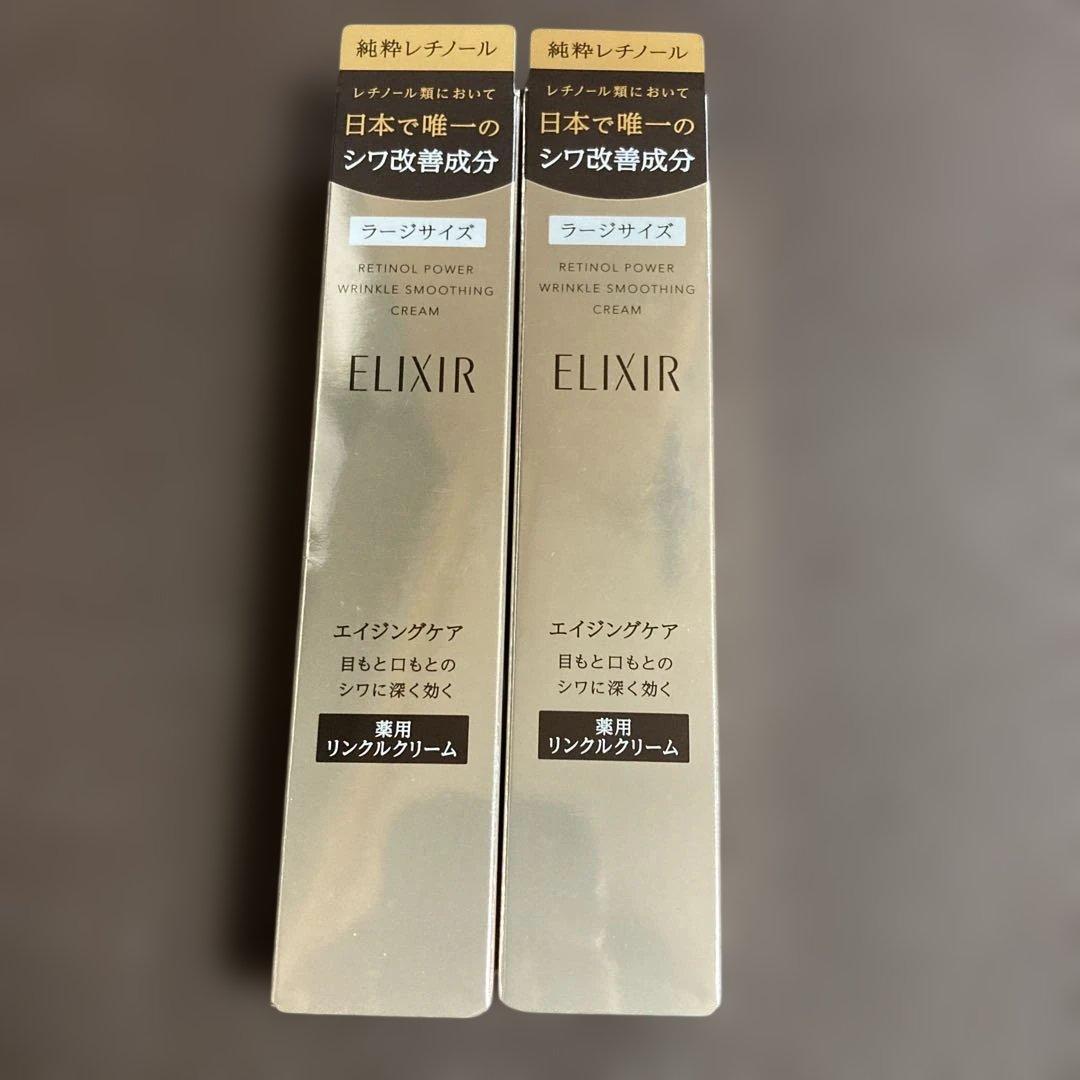 純粋レチノール
レチノール類において
日本で唯一の
シワ改善成分
ラージサイズ
RETINOL POWER
WRINKLE SMOOTHING
CREAM
ELIXIR
エイジングケア
目もと口もとの
シワに深く効く
薬用
リンクルクリーム
純粋レチノール
レチノール類において
日本で唯一の
シワ改善成分
ラージサイズ
RETINOL POWER
WRINKLE SMOOTHING
CREAM
ELIXIR
エイジングケア
目もと口もとの
シワに深く効く
薬用
リンクルクリーム